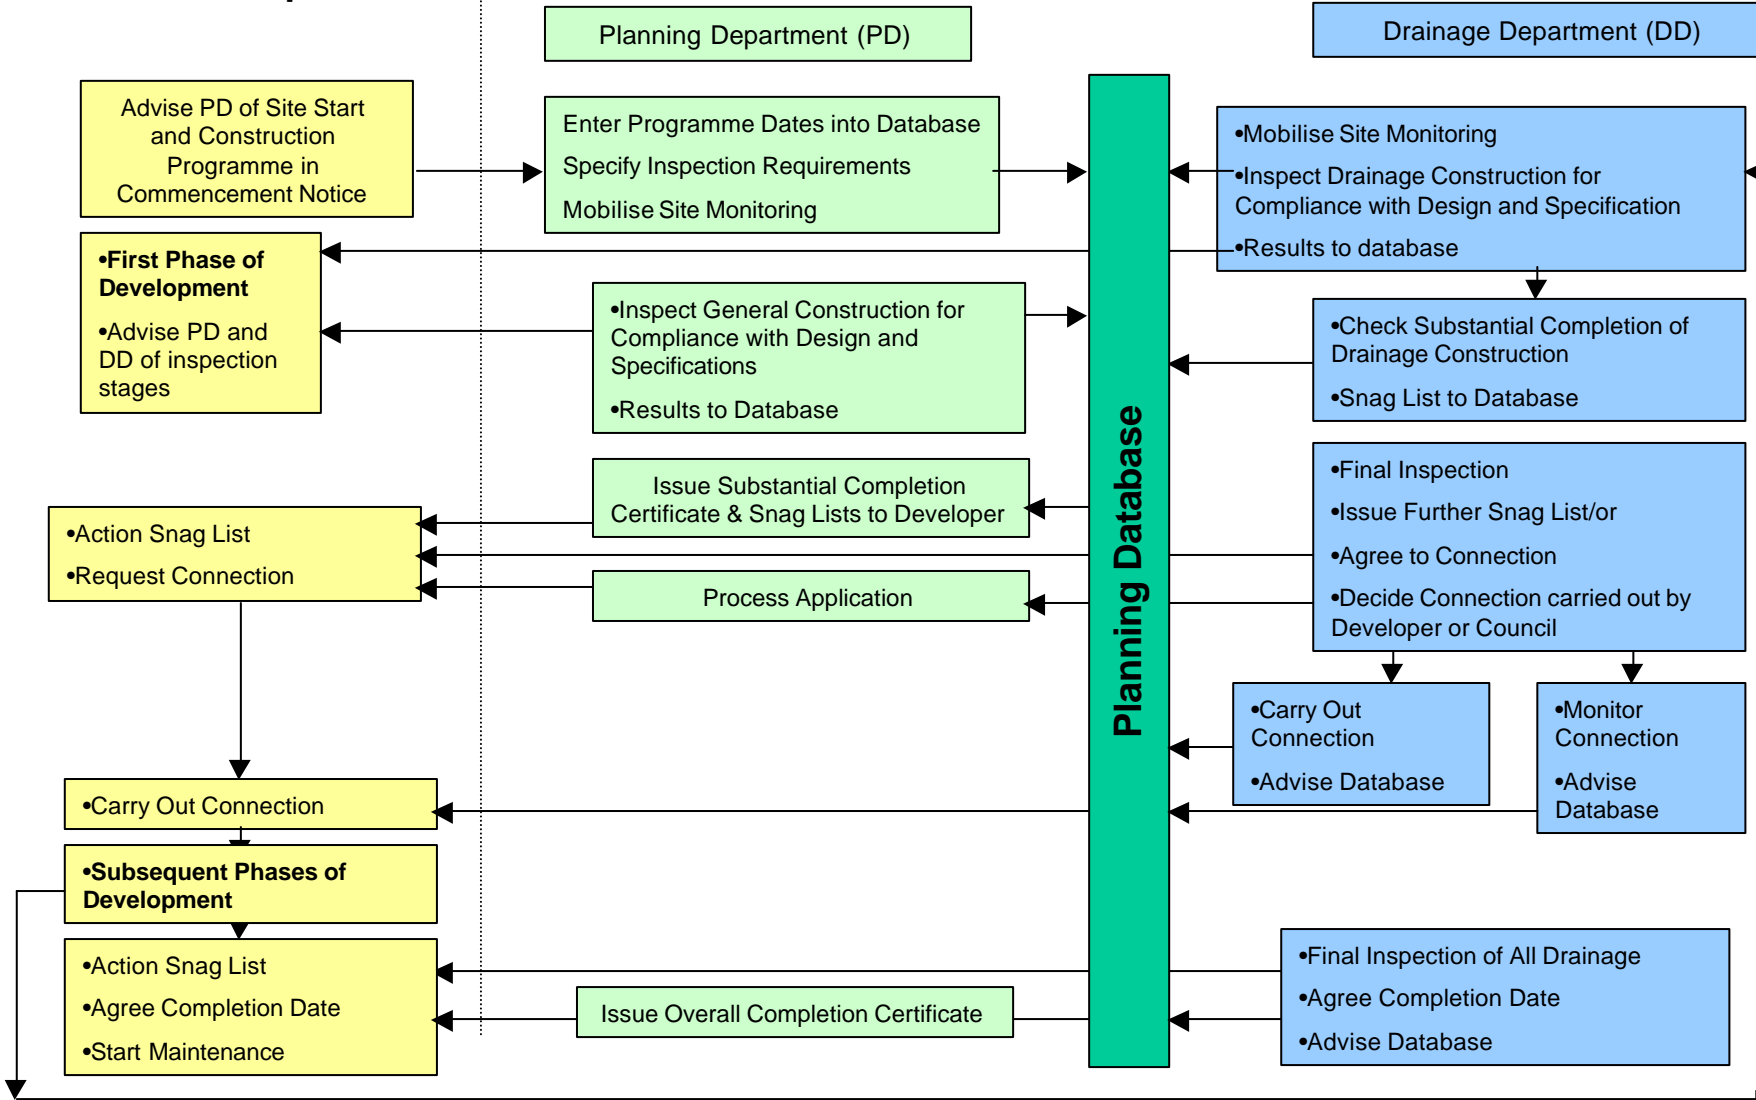 Planning Department (PD)
Drainage Department (DD)
Advise PD of Site Start
and Construction
Programme in
Commencement Notice
Enter Programme Dates into Database
Specify Inspection Requirements
Mobilise Site Monitoring
•Mobilise Site Monitoring
•Inspect Drainage Construction for
Compliance with Design and Specification
•Results to database
•First Phase of
Development
•Advise PD and
DD of inspection
stages
•Inspect General Construction for
Compliance with Design and
Specifications
•Results to Database
•Check Substantial Completion of
Drainage Construction
•Snag List to Database
Planning Database
Issue Substantial Completion
Certificate & Snag Lists to Developer
•Final Inspection
•Issue Further Snag List/or
•Agree to Connection
•Decide Connection carried out by
Developer or Council
•Action Snag List
•Request Connection
Process Application
•Carry Out
Connection
•Advise Database
•Monitor
Connection
•Advise
Database
•Carry Out Connection
•Subsequent Phases of
Development
•Action Snag List
•Agree Completion Date
•Start Maintenance
Issue Overall Completion Certificate
•Final Inspection of All Drainage
•Agree Completion Date
•Advise Database